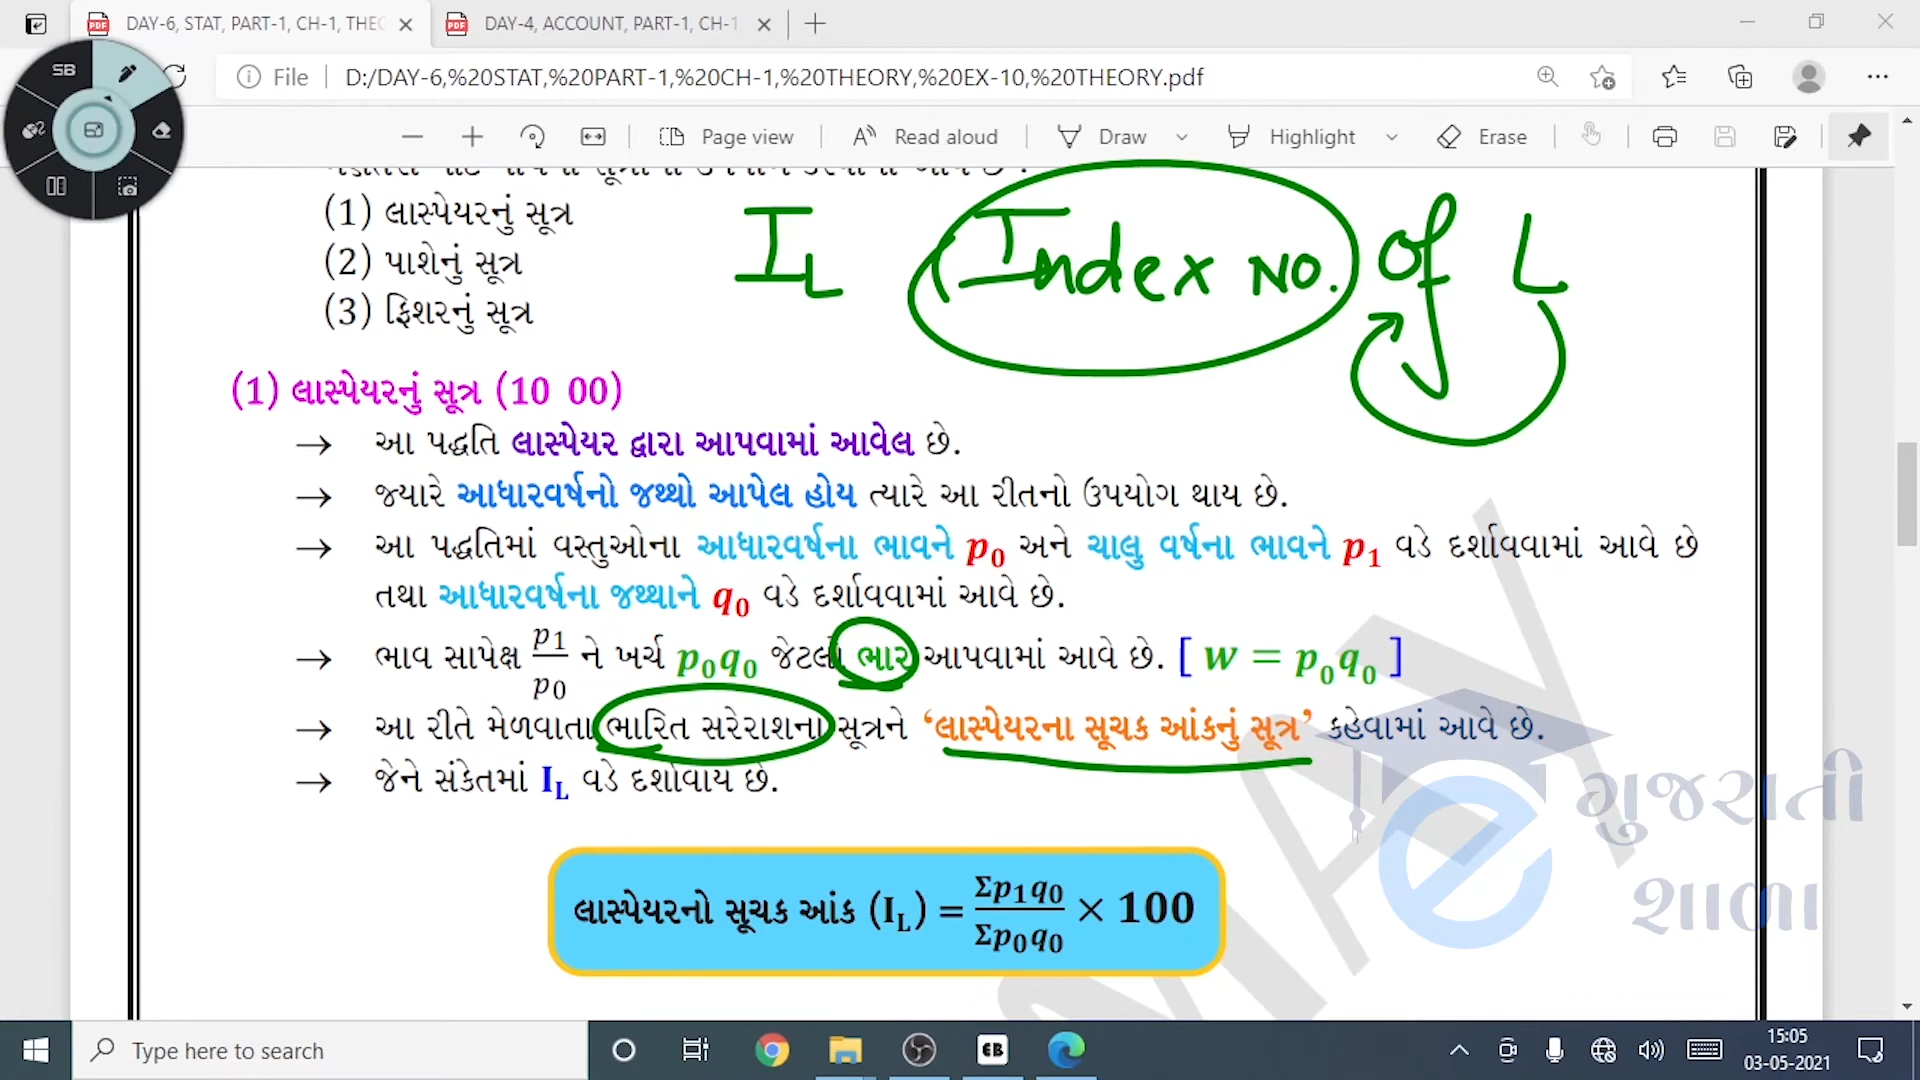 DAY-6, STAT, PART-1, CH-1, THEO
DAY-4, ACCOUNT, PART-1, CH-1
File
D:/DAY-6,%20STAT,%20PART-1,%20CH-1,%20THEORY,%20EX-10,%20THEORY.pdf
SB
Page view
Read aloud
Draw
Highlight
Erase
(1) લાસ્પેયરનું સૂત્ર
(2) પાશેનું સૂત્ર
(3) ફિશરનું સૂત્ર
I_L (Index No. of L
(1) લાસ્પેયરનું સૂત્ર (10 00)
→ આ પદ્ધતિ લાસ્પેયર દ્વારા આપવામાં આવેલ છે.
→ જ્યારે આધારવર્ષનો જથ્થો આપેલ હોય ત્યારે આ રીતનો ઉપયોગ થાય છે.
→ આ પદ્ધતિમાં વસ્તુઓના આધારવર્ષના ભાવને p₀ અને ચાલુ વર્ષના ભાવને p₁ વડે દર્શાવવામાં આવે છે
તથા આધારવર્ષના જથ્થાને q₀ વડે દર્શાવવામાં આવે છે.
→ ભાવ સાપેક્ષ p₁/p₀ ને ખર્ચ p₀q₀ જેટલો ભાર આપવામાં આવે છે. [ w = p₀q₀ ]
→ આ રીતે મેળવાતા ભારિત સરેરાશના સૂત્રને ‘લાસ્પેયરના સૂચક આંકનું સૂત્ર’ કહેવામાં આવે છે.
→ જેને સંકેતમાં I_L વડે દર્શાવાય છે.
લાસ્પેયરનો સૂચક આંક (I_L) = Σp₁q₀/Σp₀q₀ × 100
MAY
e ગુજરાતી
શાળા
Type here to search
15:05
03-05-2021